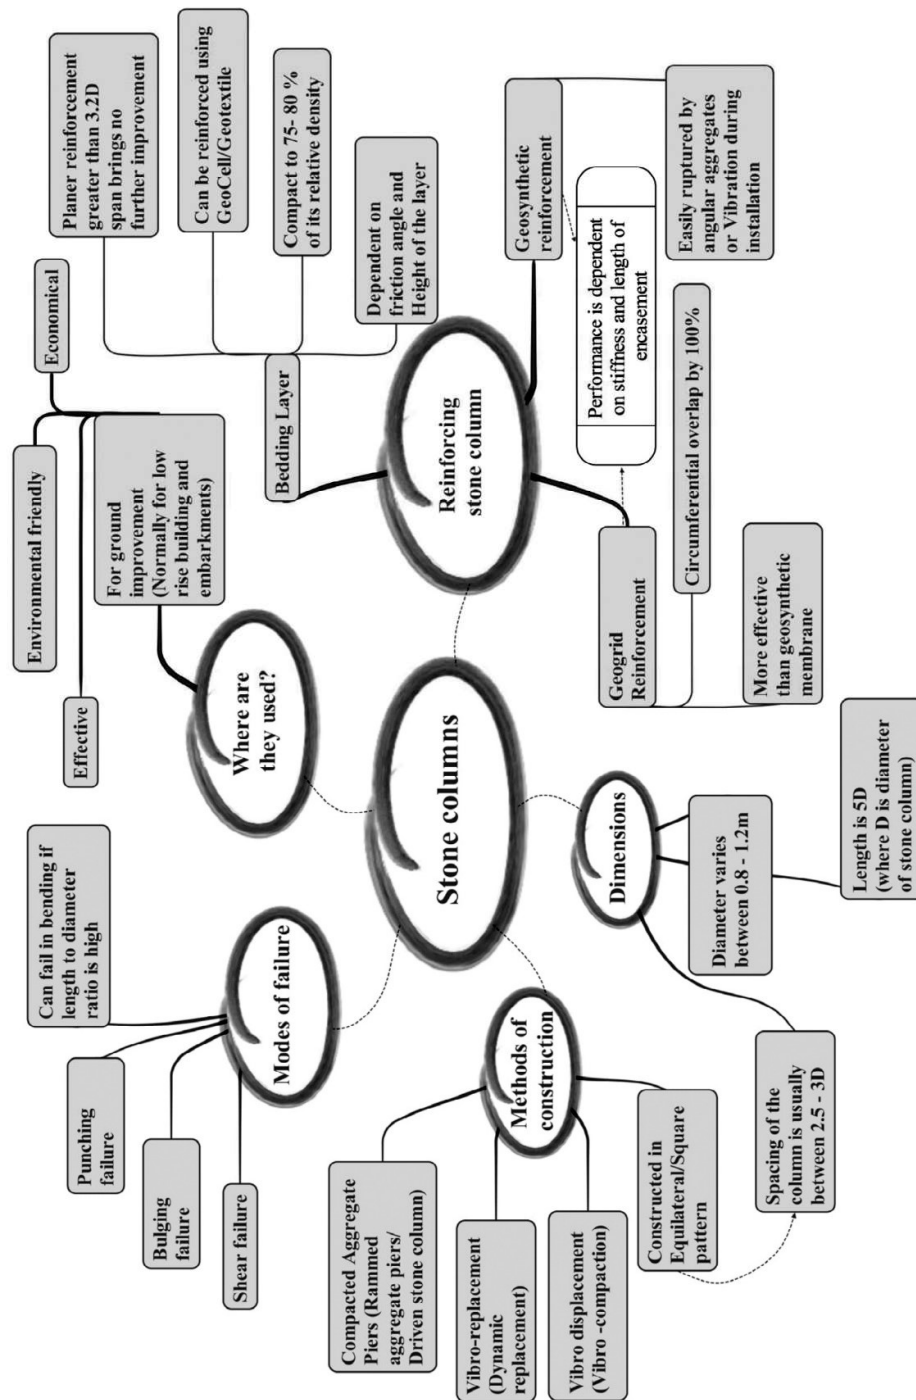 Can fail in bending if
length to diameter
ratio is high
Punching
failure
Bulging
failure
Shear failure
Modes of failure
Effective
Environmental friendly
Economical
For ground
improvement
(Normally for low
rise building and
embarkments)
Where are
they used?
Planer reinforcement
greater than 3.2D
span brings no
further improvement
Can be reinforced using
GeoCell/Geotextile
Compact to 75- 80 %
of its relative density
Dependent on
friction angle and
Height of the layer
Bedding Layer
Reinforcing
stone column
Stone columns
Compacted Aggregate
Piers (Rammed
aggregate piers/
Driven stone column)
Vibro-replacement
(Dynamic
replacement)
Vibro displacement
(Vibro -compaction)
Constructed in
Equilateral/Square
pattern
Methods of
construction
Dimensions
Spacing of the
column is usually
between 2.5 - 3D
Diameter varies
between 0.8 - 1.2m
Length is 5D
(where D is diameter
of stone column)
Geogrid
Reinforcement
Circumferential overlap by 100%
More effective
than geosynthetic
membrane
Performance is dependent
on stiffness and length of
encasement
Geosynthetic
reinforcement
Easily ruptured by
angular aggregates
or Vibration during
installation